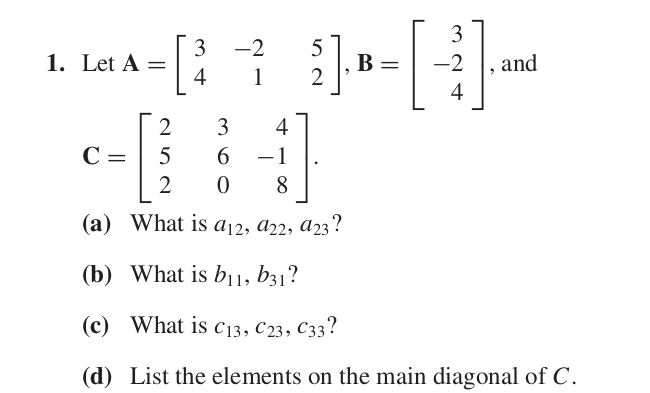 1. Let A = [ 3 −2 5
4 1 2 ], B = [ 3
−2
4 ], and
C = [ 2 3 4
5 6 −1
2 0 8 ].
(a) What is a₁₂, a₂₂, a₂₃?
(b) What is b₁₁, b₃₁?
(c) What is c₁₃, c₂₃, c₃₃?
(d) List the elements on the main diagonal of C.